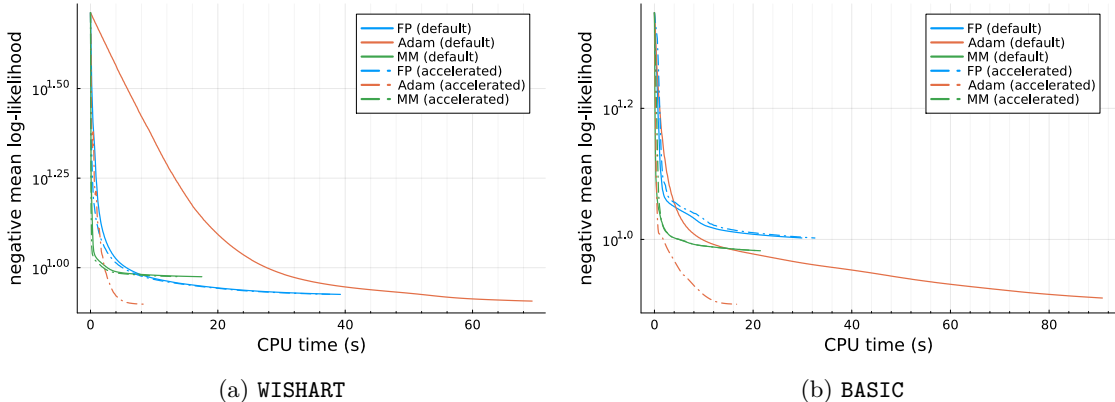 negative mean log-likelihood
10^1.50
10^1.25
10^1.00
0
20
40
60
CPU time (s)
FP (default)
Adam (default)
MM (default)
FP (accelerated)
Adam (accelerated)
MM (accelerated)
(a) WISHART
negative mean log-likelihood
10^1.2
10^1.0
0
20
40
60
80
CPU time (s)
FP (default)
Adam (default)
MM (default)
FP (accelerated)
Adam (accelerated)
MM (accelerated)
(b) BASIC